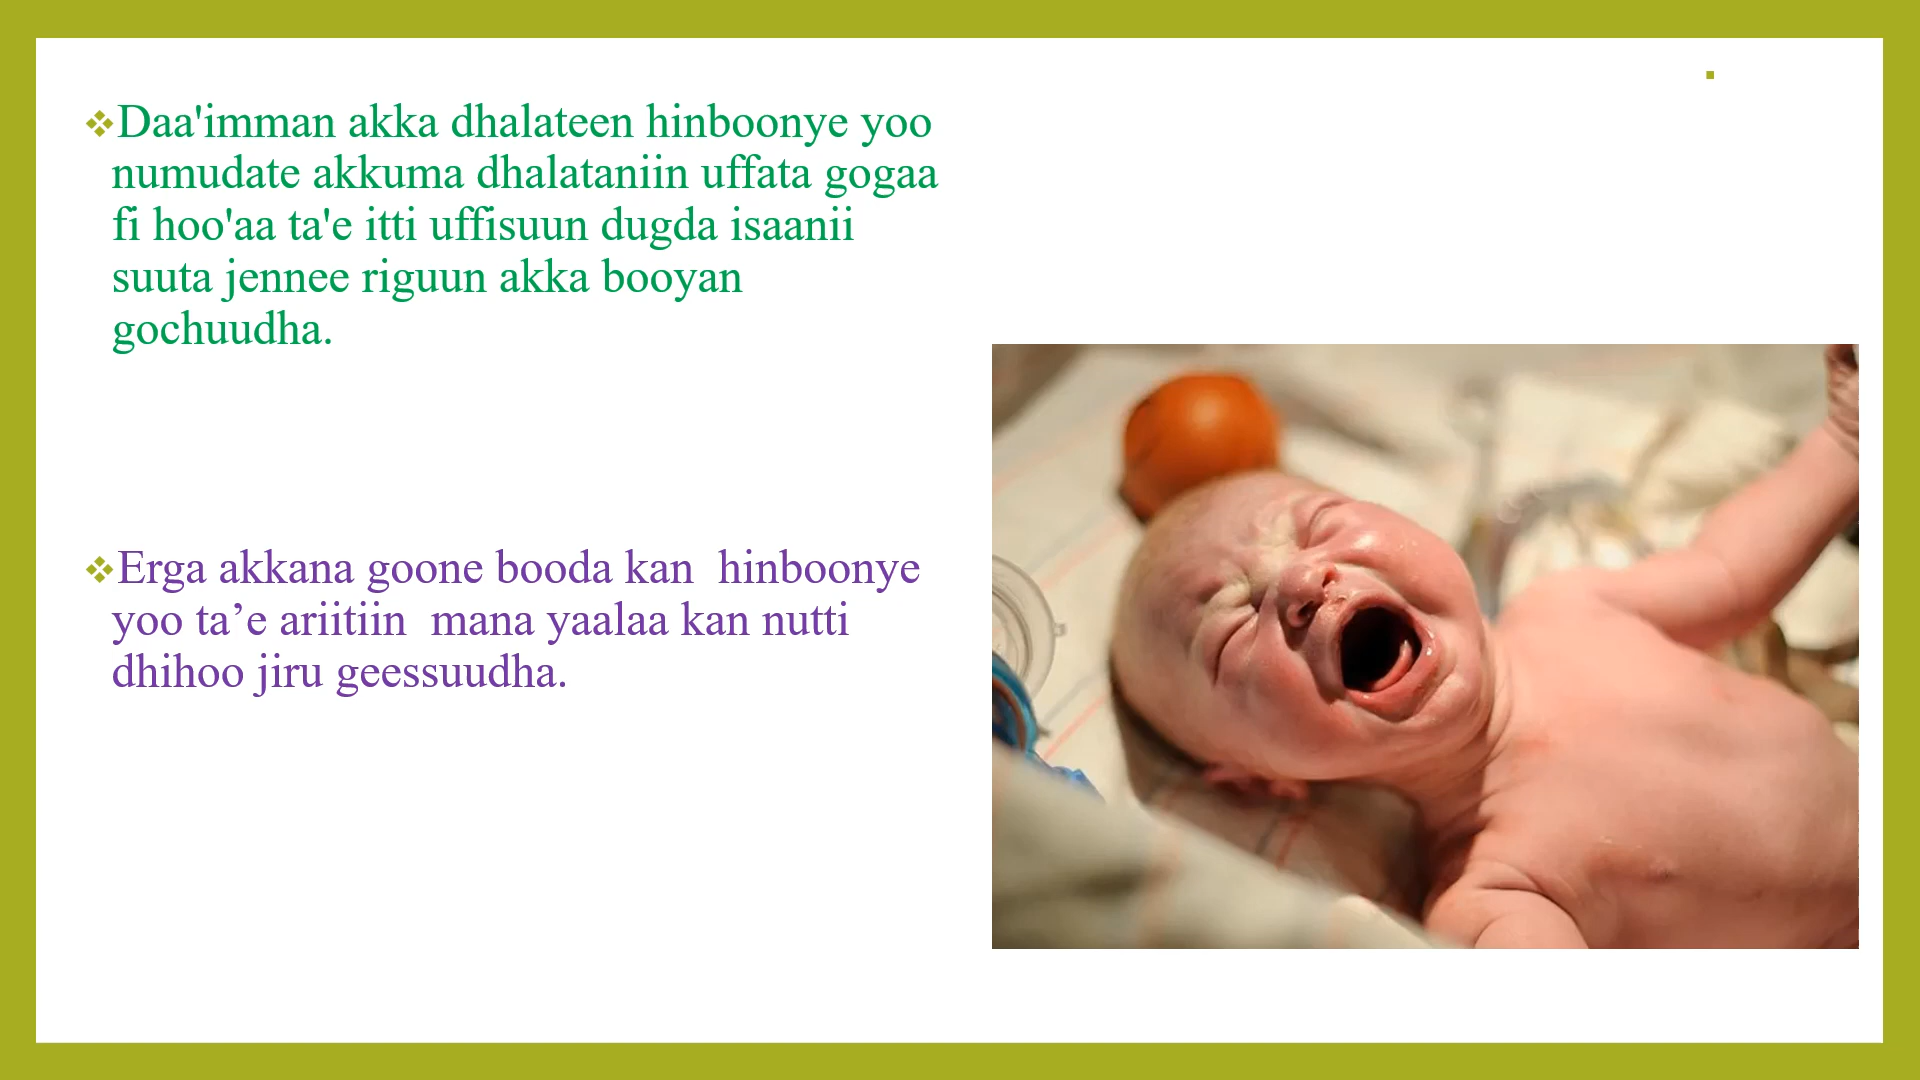 Daa'imman akka dhalateen hinboonye yoo
numudate akkuma dhalataniin uffata gogaa
fi hoo'aa ta'e itti uffisuun dugda isaanii
suuta jennee riguun akka booyan
gochuudha.
Erga akkana goone booda kan  hinboonye
yoo ta’e ariitiin  mana yaalaa kan nutti
dhihoo jiru geessuudha.